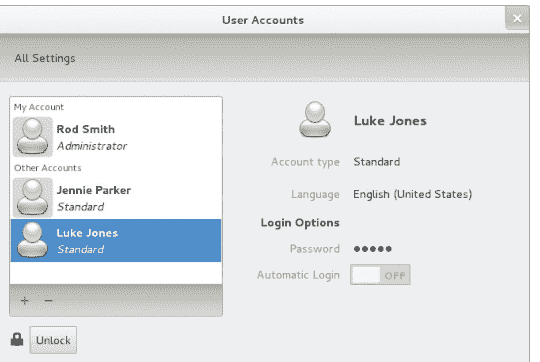 User Accounts
All Settings
My Account
Rod Smith
Administrator
Other Accounts
Jennie Parker
Standard
Luke Jones
Standard
+ −
Unlock
Luke Jones
Account type Standard
Language English (United States)
Login Options
Password •••••
Automatic Login OFF